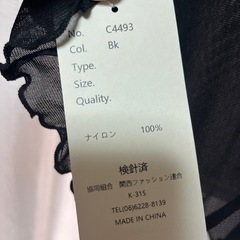 No. C4493
Col. Bk
Type.
Size.
Quality.
ナイロン 100%
検針済
協同組合 関西ファッション連合
K-315
TEL(06)6228-8139
MADE IN CHINA